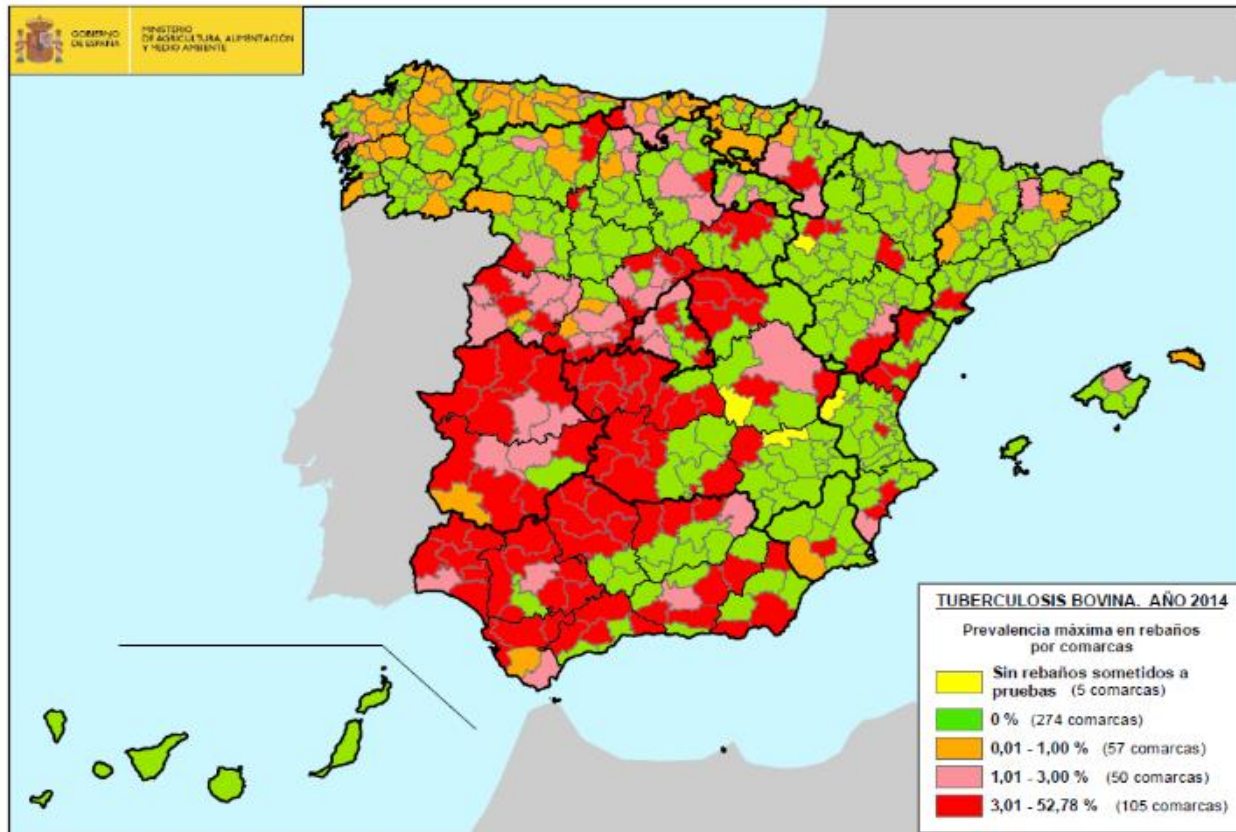 GOBIERNO
DE ESPAÑA
MINISTERIO
DE AGRICULTURA, ALIMENTACIÓN
Y MEDIO AMBIENTE
TUBERCULOSIS BOVINA. AÑO 2014
Prevalencia máxima en rebaños
por comarcas
Sin rebaños sometidos a
pruebas (5 comarcas)
0 % (274 comarcas)
0,01 - 1,00 % (57 comarcas)
1,01 - 3,00 % (50 comarcas)
3,01 - 52,78 % (105 comarcas)